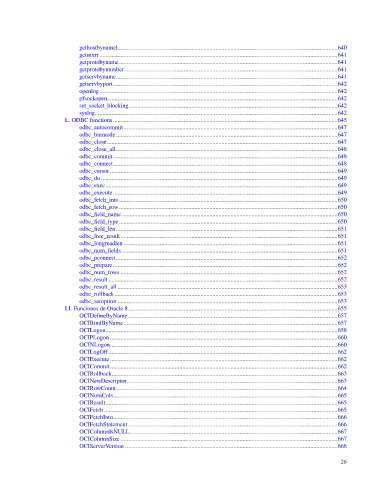 gethostbynamel....................640
getmxrr....................641
getprotobyname....................641
getprotobynumber....................641
getservbyname....................641
getservbyport....................642
openlog....................642
pfsockopen....................642
set_socket_blocking....................642
syslog....................642
L. ODBC functions....................645
odbc_autocommit....................647
odbc_binmode....................647
odbc_close....................647
odbc_close_all....................648
odbc_commit....................648
odbc_connect....................648
odbc_cursor....................649
odbc_do....................649
odbc_exec....................649
odbc_execute....................649
odbc_fetch_into....................650
odbc_fetch_row....................650
odbc_field_name....................650
odbc_field_type....................650
odbc_field_len....................651
odbc_free_result....................651
odbc_longreadlen....................651
odbc_num_fields....................651
odbc_pconnect....................652
odbc_prepare....................652
odbc_num_rows....................652
odbc_result....................652
odbc_result_all....................653
odbc_rollback....................653
odbc_setoption....................653
LI. Funciones de Oracle 8....................655
OCIDefineByName....................657
OCIBindByName....................657
OCILogon....................658
OCIPLogon....................660
OCINLogon....................660
OCILogOff....................662
OCIExecute....................662
OCICommit....................662
OCIRollback....................663
OCINewDescriptor....................663
OCIRowCount....................664
OCINumCols....................665
OCIResult....................665
OCIFetch....................665
OCIFetchInto....................666
OCIFetchStatement....................666
OCIColumnIsNULL....................667
OCIColumnSize....................667
OCIServerVersion....................668
26